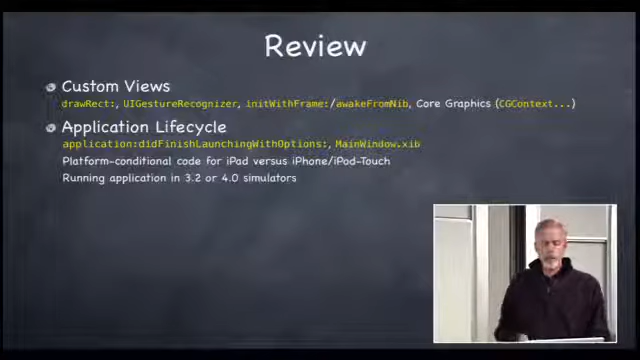 Review
Custom Views
drawRect:, UIGestureRecognizer, initWithFrame:/awakeFromNib, Core Graphics (CGContext...)
Application Lifecycle
application:didFinishLaunchingWithOptions:, MainWindow.xib
Platform-conditional code for iPad versus iPhone/iPod-Touch
Running application in 3.2 or 4.0 simulators